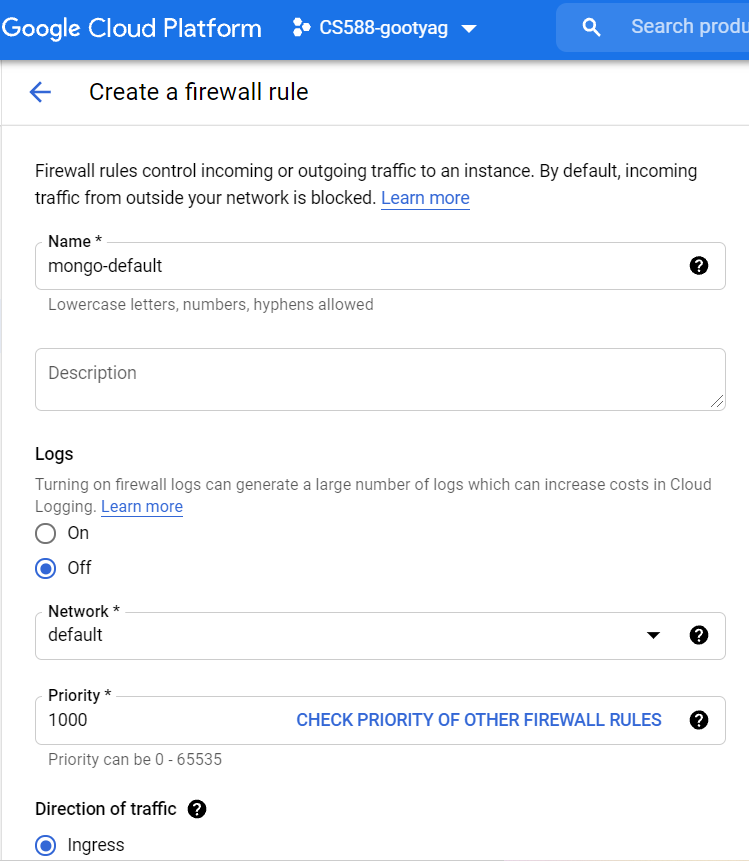 Google Cloud Platform CS588-gootyag Search produ
Create a firewall rule
Firewall rules control incoming or outgoing traffic to an instance. By default, incoming
traffic from outside your network is blocked. Learn more
Name *
mongo-default
Lowercase letters, numbers, hyphens allowed
Description
Logs
Turning on firewall logs can generate a large number of logs which can increase costs in Cloud
Logging. Learn more
On
Off
Network *
default
Priority *
1000 CHECK PRIORITY OF OTHER FIREWALL RULES
Priority can be 0 - 65535
Direction of traffic
Ingress